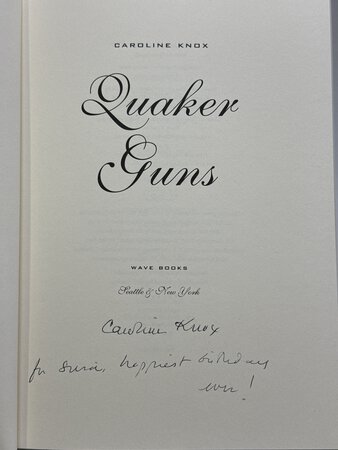 CAROLINE KNOX
Quaker
Guns
WAVE BOOKS
Seattle & New York
Caroline Knox
for Susan, happiest birthday
ever!